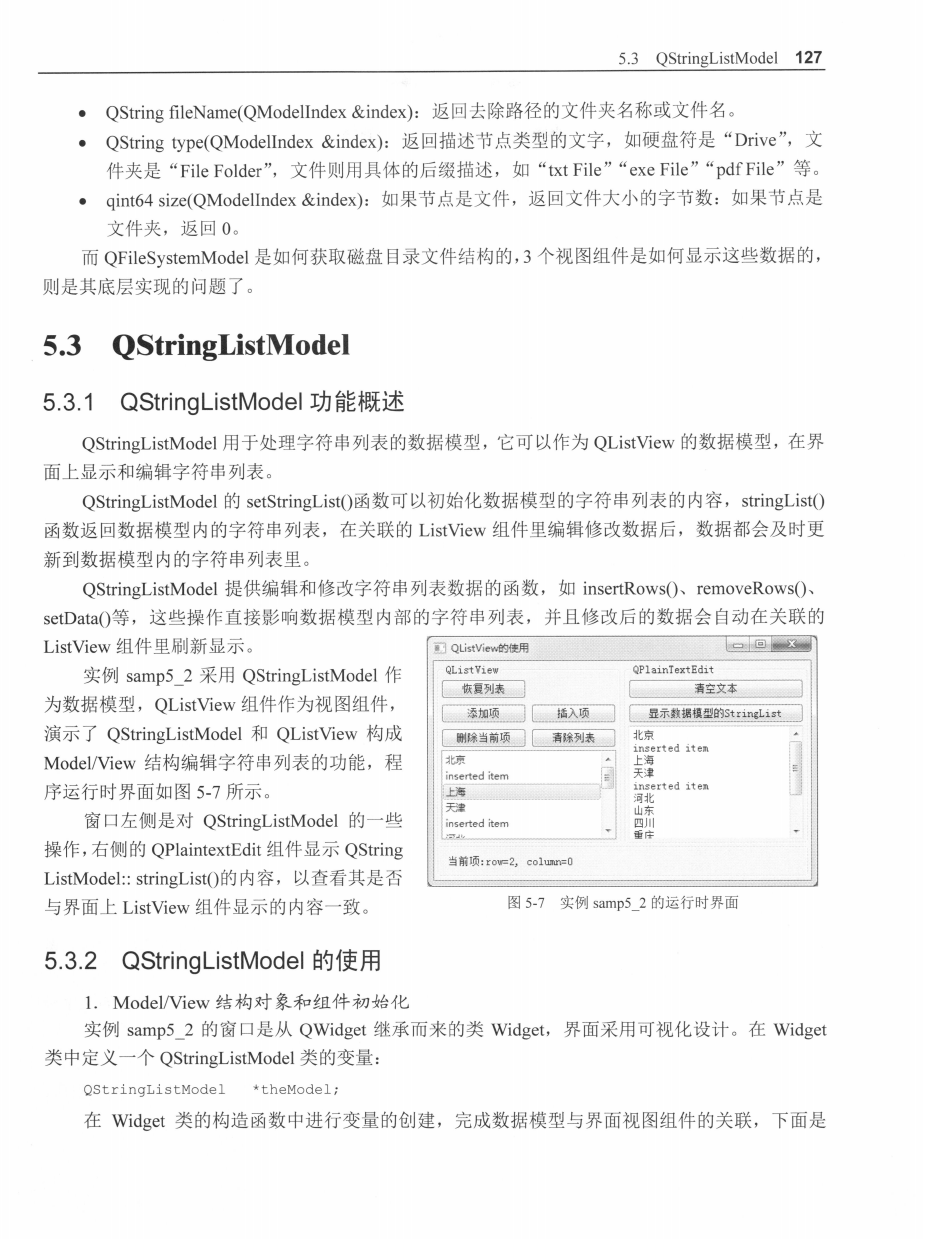 5.3 QStringListModel 127
• QString fileName(QModelIndex &index)：返回去除路径的文件夹名称或文件名。
• QString type(QModelIndex &index)：返回描述节点类型的文字，如硬盘符是“Drive”，文
件夹是“File Folder”，文件则用具体的后缀描述，如“txt File”“exe File”“pdf File”等。
• qint64 size(QModelIndex &index)：如果节点是文件，返回文件大小的字节数：如果节点是
文件夹，返回 0。
而 QFileSystemModel 是如何获取磁盘目录文件结构的，3 个视图组件是如何显示这些数据的，
则是其底层实现的问题了。
5.3 QStringListModel
5.3.1 QStringListModel 功能概述
QStringListModel 用于处理字符串列表的数据模型，它可以作为 QListView 的数据模型，在界
面上显示和编辑字符串列表。
QStringListModel 的 setStringList()函数可以初始化数据模型的字符串列表的内容，stringList()
函数返回数据模型内的字符串列表，在关联的 ListView 组件里编辑修改数据后，数据都会及时更
新到数据模型内的字符串列表里。
QStringListModel 提供编辑和修改字符串列表数据的函数，如 insertRows()、removeRows()、
setData()等，这些操作直接影响数据模型内部的字符串列表，并且修改后的数据会自动在关联的
ListView 组件里刷新显示。
实例 samp5_2 采用 QStringListModel 作
为数据模型，QListView 组件作为视图组件，
演示了 QStringListModel 和 QListView 构成
Model/View 结构编辑字符串列表的功能，程
序运行时界面如图 5-7 所示。
窗口左侧是对 QStringListModel 的一些
操作，右侧的 QPlaintextEdit 组件显示 QString
ListModel:: stringList()的内容，以查看其是否
与界面上 ListView 组件显示的内容一致。
QListView的使用
QListView
恢复列表
添加项 插入项
删除当前项 清除列表
北京
inserted item
上海
天津
inserted item
河北
QPlainTextEdit
清空文本
显示数据模型的StringList
北京
inserted item
上海
天津
inserted item
河北
山东
四川
重庆
当前项:row=2, column=0
图 5-7 实例 samp5_2 的运行时界面
5.3.2 QStringListModel 的使用
1. Model/View 结构对象和组件初始化
实例 samp5_2 的窗口是从 QWidget 继承而来的类 Widget，界面采用可视化设计。在 Widget
类中定义一个 QStringListModel 类的变量：
QStringListModel *theModel;
在 Widget 类的构造函数中进行变量的创建，完成数据模型与界面视图组件的关联，下面是